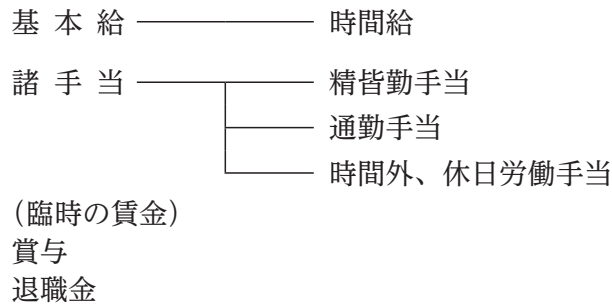 基本給 時間給
諸手当 精皆勤手当
通勤手当
時間外、休日労働手当
（臨時の賃金）
賞与
退職金